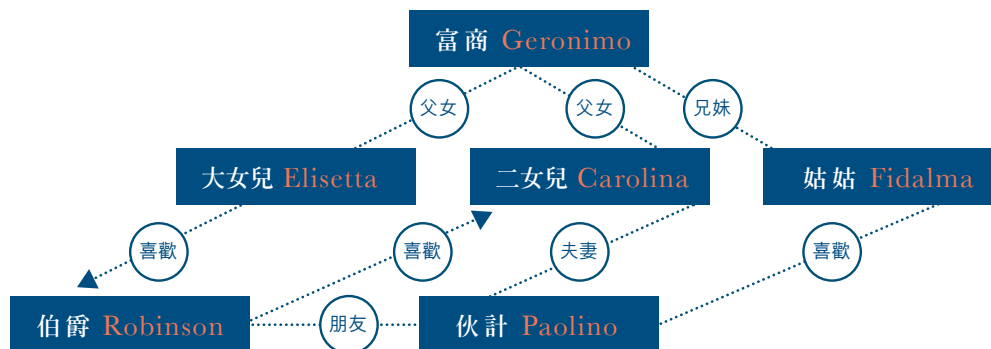 富商 Geronimo
父女
父女
兄妹
大女兒 Elisetta
二女兒 Carolina
姑姑 Fidalma
喜歡
喜歡
夫妻
喜歡
伯爵 Robinson
朋友
伙計 Paolino